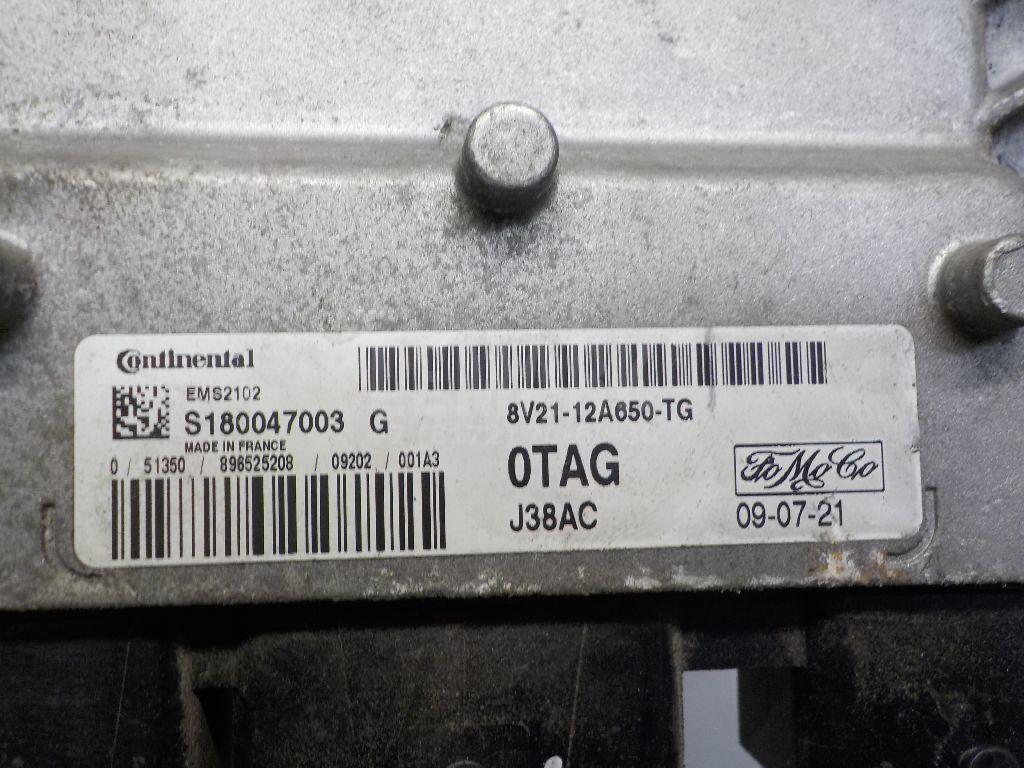 Continental
EMS2102
S180047003 G
MADE IN FRANCE
0 / 51350 / 896525208 / 09202 / 001A3
8V21-12A650-TG
0TAG
J38AC
FoMoCo
09-07-21